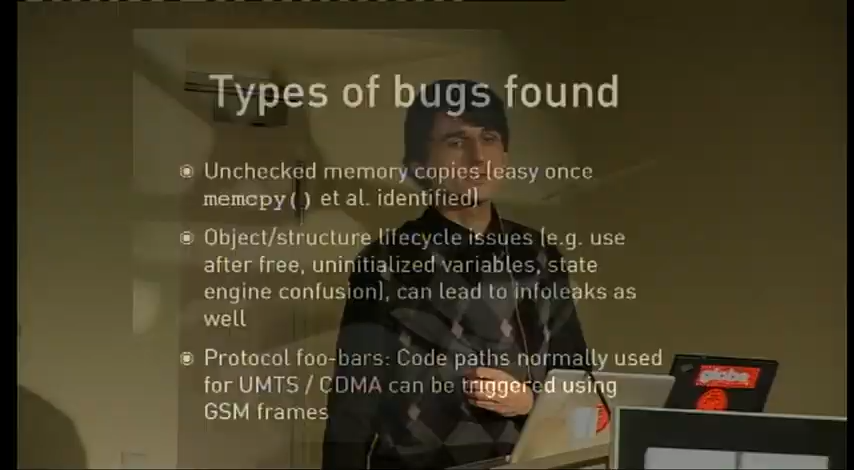 Types of bugs found
Unchecked memory copies (easy once
memcpy() et al. identified)
Object/structure lifecycle issues (e.g. use
after free, uninitialized variables, state
engine confusion), can lead to infoleaks as
well
Protocol foo-bars: Code paths normally used
for UMTS / CDMA can be triggered using
GSM frames